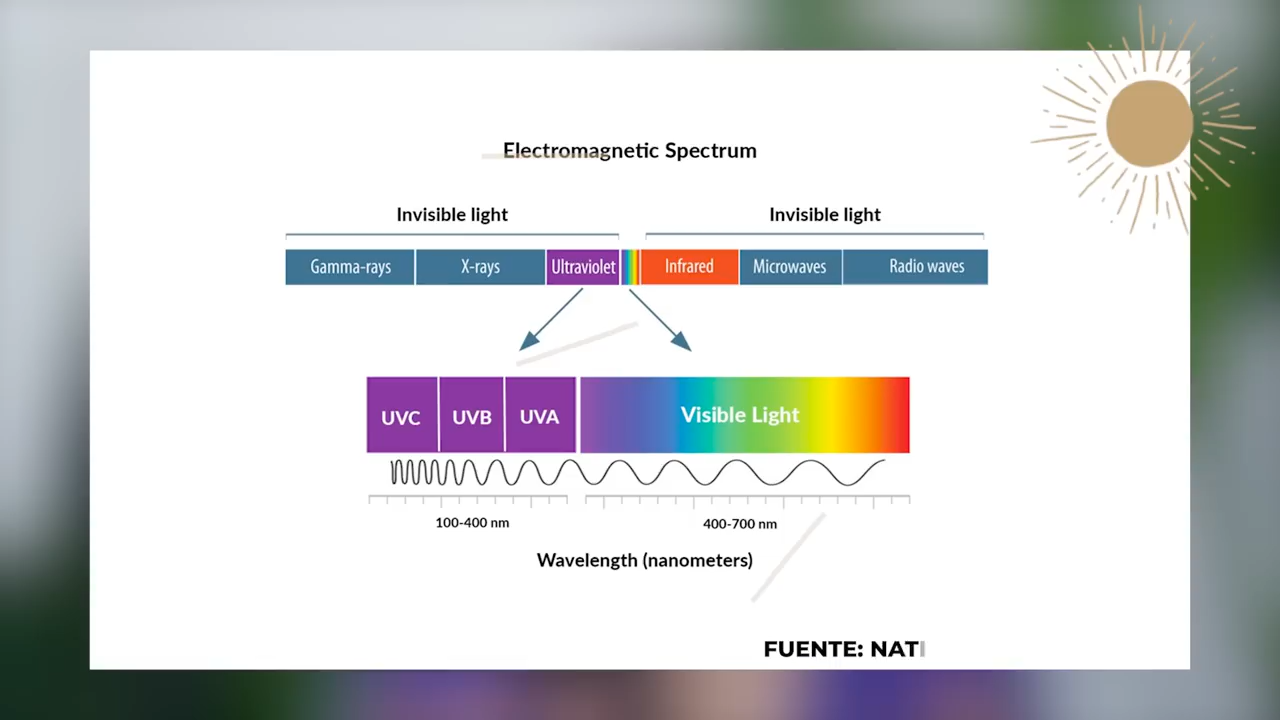 Electromagnetic Spectrum
Invisible light Invisible light
Gamma-rays X-rays Ultraviolet Infrared Microwaves Radio waves
UVC UVB UVA Visible Light
100-400 nm 400-700 nm
Wavelength (nanometers)
FUENTE: NATI